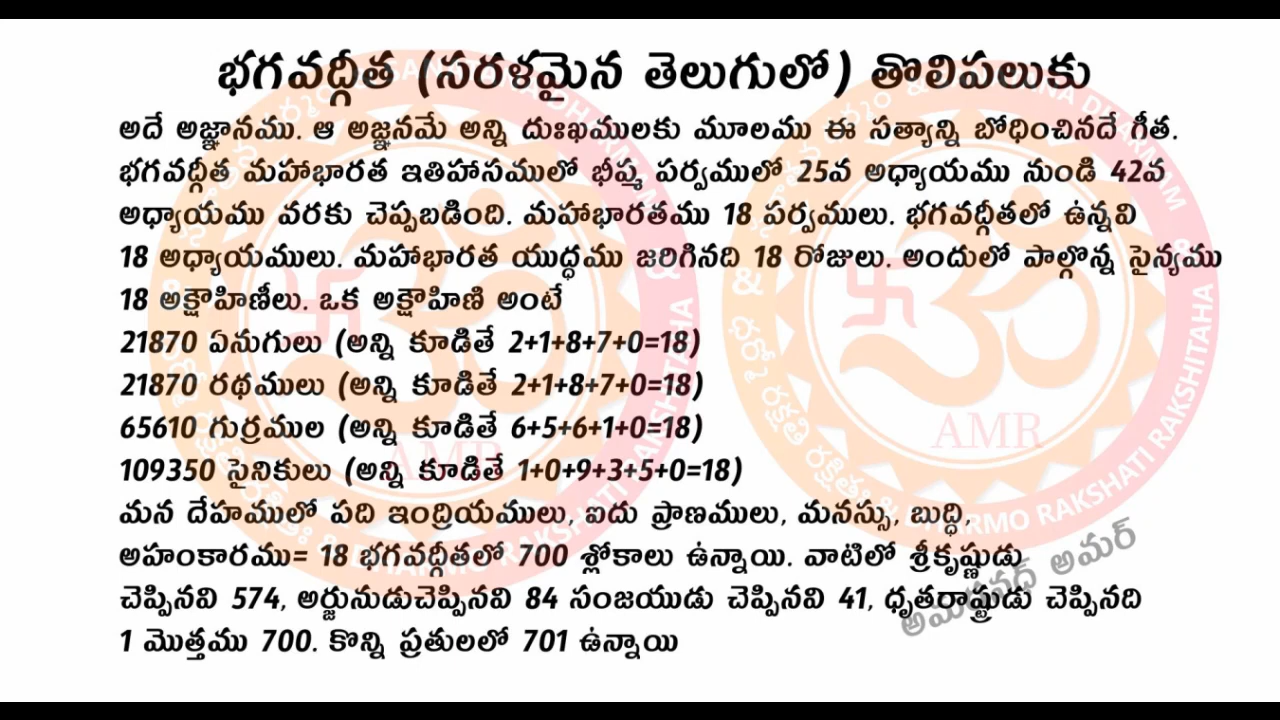 భగవద్గీత (సరళమైన తెలుగులో) తొలిపలుకు
అదే అజ్ఞానము. ఆ అజ్ఞనమే అన్ని దుఃఖములకు మూలము ఈ సత్యాన్ని బోధించినదే గీత.
భగవద్గీత మహాభారత ఇతిహాసములో భీష్మ పర్వములో 25వ అధ్యాయము నుండి 42వ
అధ్యాయము వరకు చెప్పబడింది. మహాభారతము 18 పర్వములు. భగవద్గీతలో ఉన్నవి
18 అధ్యాయములు. మహాభారత యుద్ధము జరిగినది 18 రోజులు. అందులో పాల్గొన్న సైన్యము
18 అక్షౌహిణీలు. ఒక అక్షౌహిణి అంటే
21870 ఏనుగులు (అన్ని కూడితే 2+1+8+7+0=18)
21870 రథములు (అన్ని కూడితే 2+1+8+7+0=18)
65610 గుర్రముల (అన్ని కూడితే 6+5+6+1+0=18)
109350 సైనికులు (అన్ని కూడితే 1+0+9+3+5+0=18)
మన దేహములో పది ఇంద్రియములు, ఐదు ప్రాణములు, మనస్సు, బుద్ధి,
అహంకారము= 18 భగవద్గీతలో 700 శ్లోకాలు ఉన్నాయి. వాటిలో శ్రీకృష్ణుడు
చెప్పినవి 574, అర్జునుడుచెప్పినవి 84 సంజయుడు చెప్పినవి 41, ధృతరాష్ట్రుడు చెప్పినది
1 మొత్తము 700. కొన్ని ప్రతులలో 701 ఉన్నాయి
AMR
AMR
అమర్